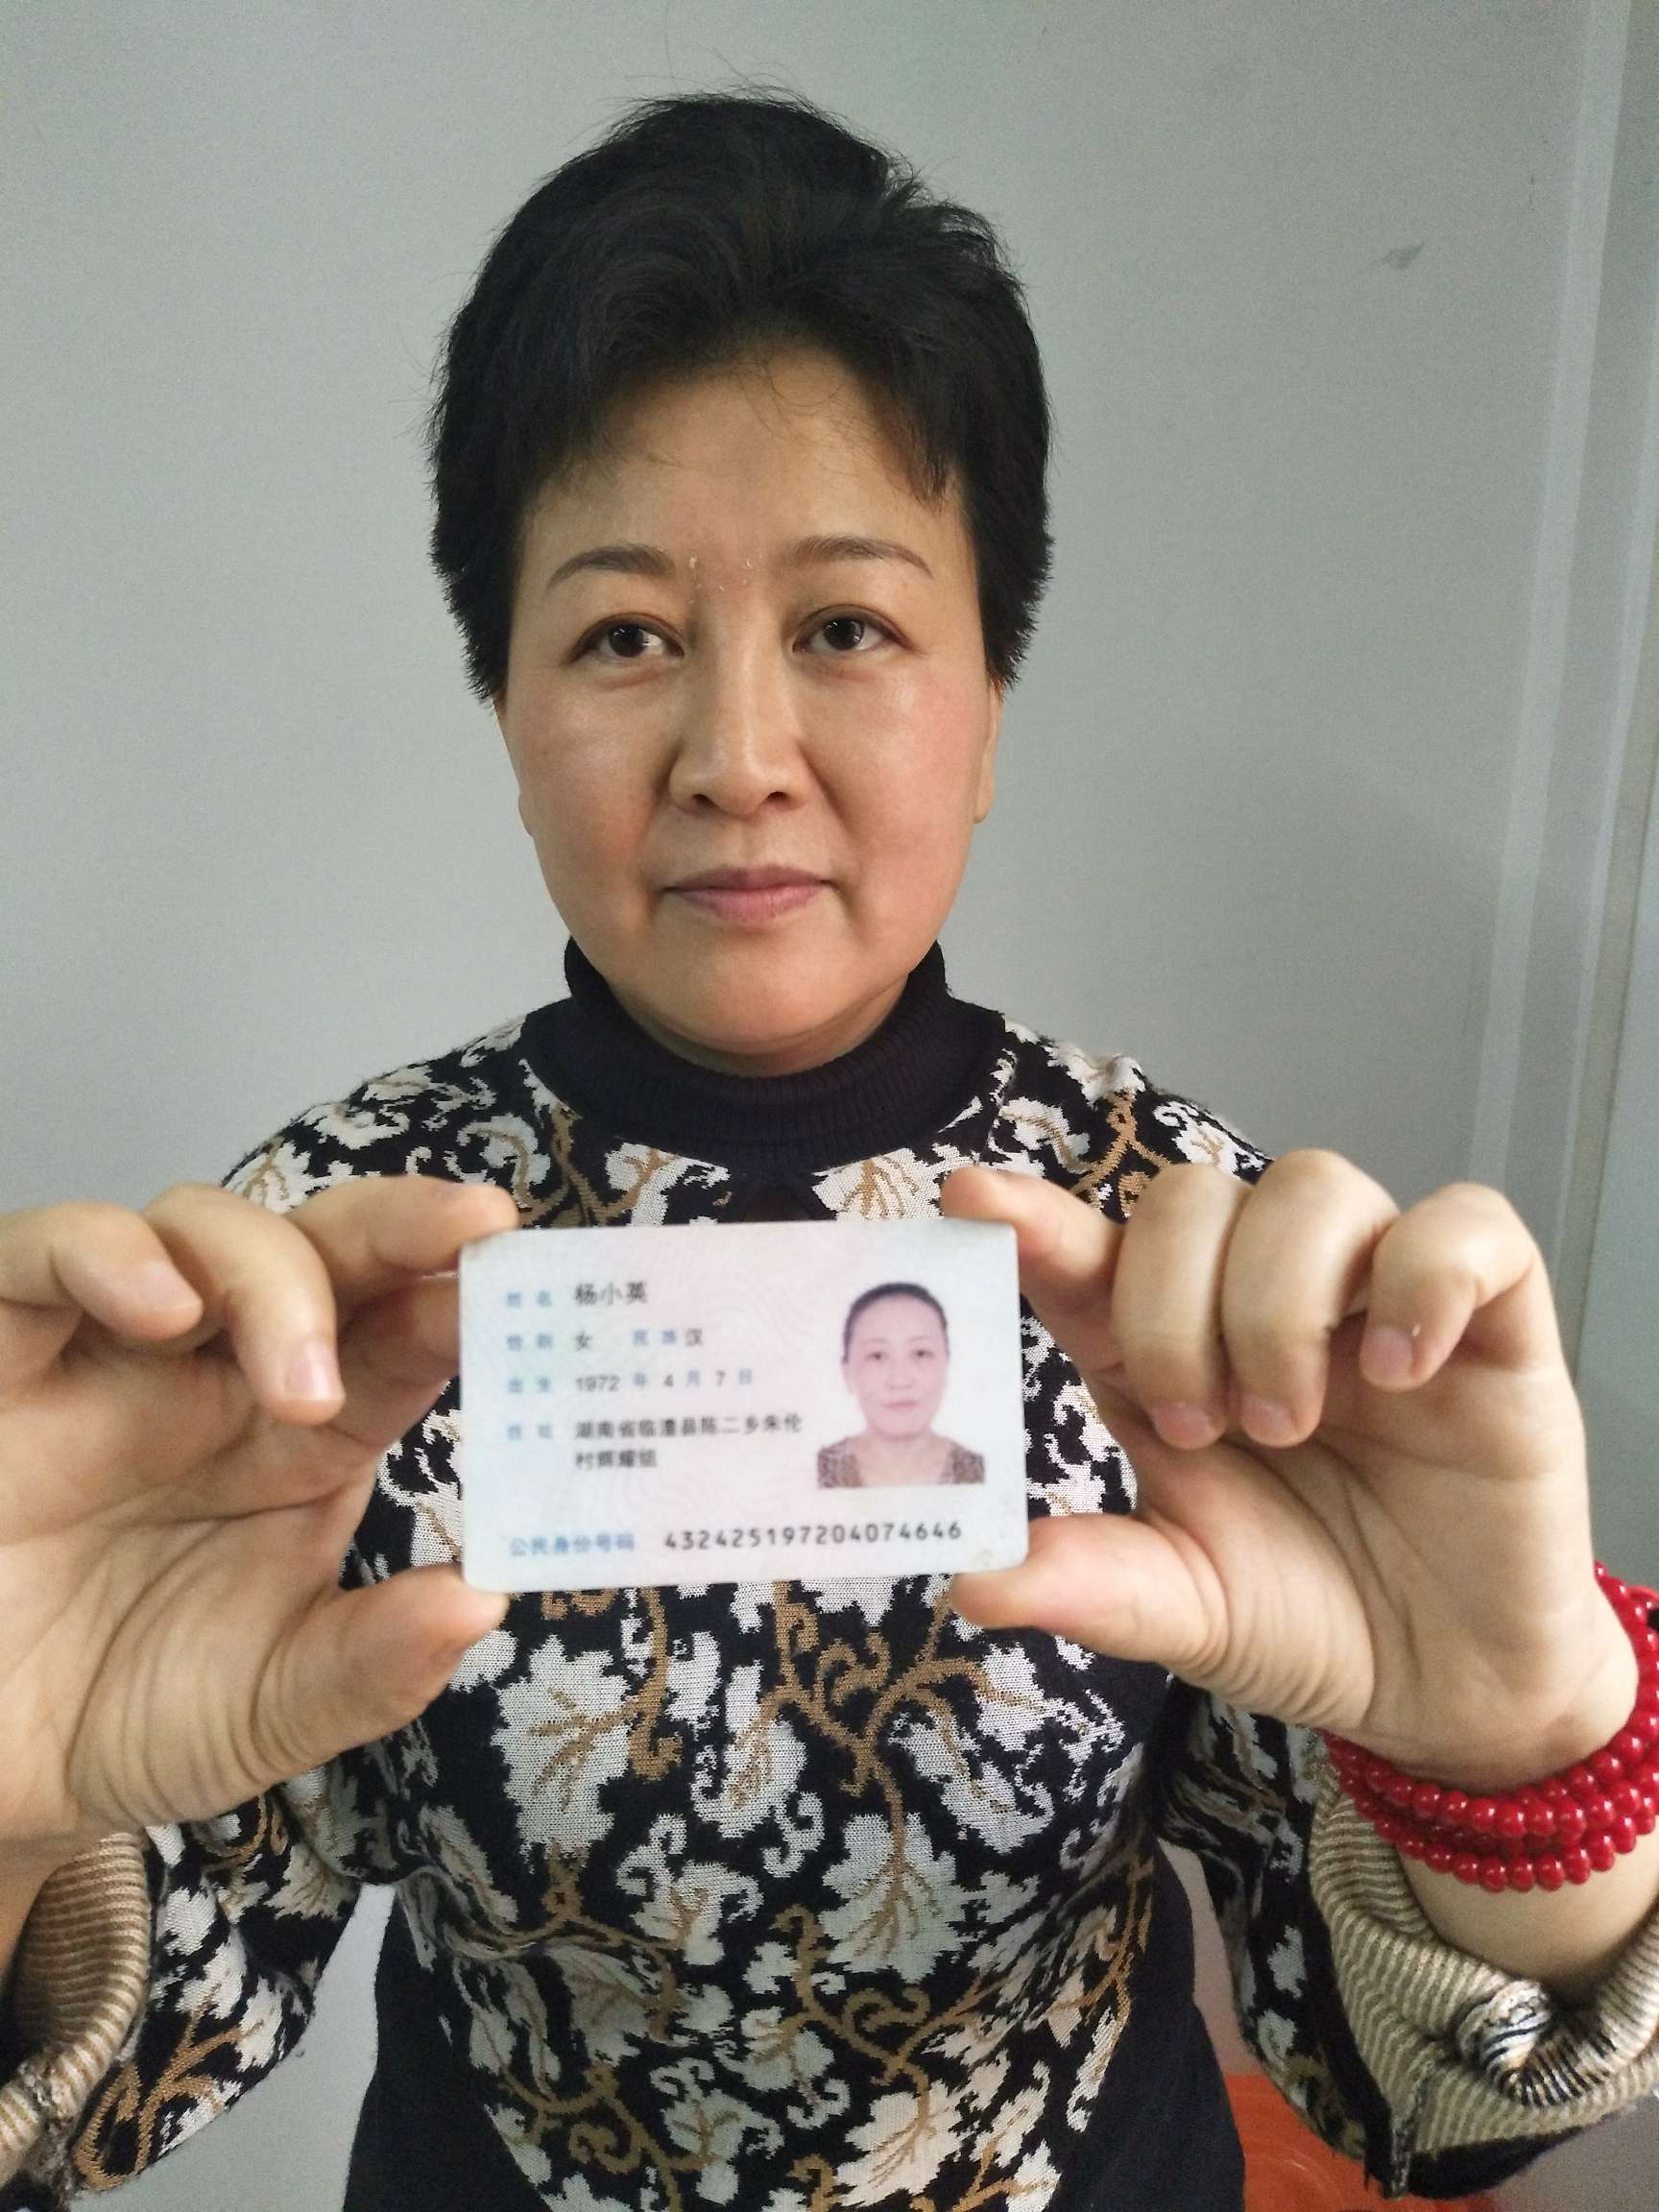 姓名 杨小英
性别 女 民族 汉
出生 1972 年 4 月 7 日
住址 湖南省临澧县陈二乡朱伦
村辉耀组
公民身份号码 432425197204074646